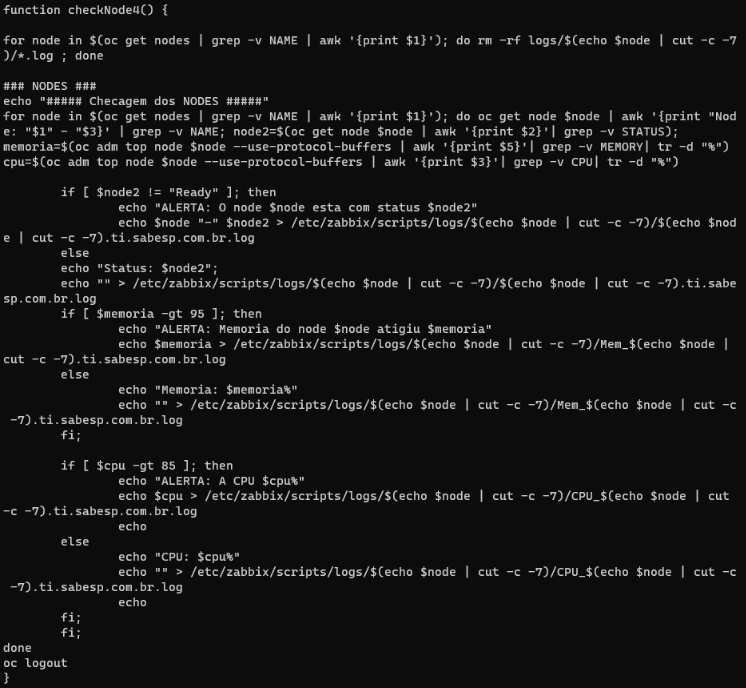 function checkNode4() {
for node in $(oc get nodes | grep -v NAME | awk '{print $1}'); do rm -rf logs/$(echo $node | cut -c -7
)/*.log ; done
### NODES ###
echo "##### Checagem dos NODES #####"
for node in $(oc get nodes | grep -v NAME | awk '{print $1}'); do oc get node $node | awk '{print "Nod
e: "$1" - "$3}' | grep -v NAME; node2=$(oc get node $node | awk '{print $2}'| grep -v STATUS);
memoria=$(oc adm top node $node --use-protocol-buffers | awk '{print $5}'| grep -v MEMORY| tr -d "%")
cpu=$(oc adm top node $node --use-protocol-buffers | awk '{print $3}'| grep -v CPU| tr -d "%")
if [ $node2 != "Ready" ]; then
echo "ALERTA: O node $node esta com status $node2"
echo $node "-" $node2 > /etc/zabbix/scripts/logs/$(echo $node | cut -c -7)/$(echo $nod
e | cut -c -7).ti.sabesp.com.br.log
else
echo "Status: $node2";
echo "" > /etc/zabbix/scripts/logs/$(echo $node | cut -c -7)/$(echo $node | cut -c -7).ti.sabe
sp.com.br.log
if [ $memoria -gt 95 ]; then
echo "ALERTA: Memoria do node $node atigiu $memoria"
echo $memoria > /etc/zabbix/scripts/logs/$(echo $node | cut -c -7)/Mem_$(echo $node |
cut -c -7).ti.sabesp.com.br.log
else
echo "Memoria: $memoria%"
echo "" > /etc/zabbix/scripts/logs/$(echo $node | cut -c -7)/Mem_$(echo $node | cut -c
-7).ti.sabesp.com.br.log
fi;
if [ $cpu -gt 85 ]; then
echo "ALERTA: A CPU $cpu%"
echo $cpu > /etc/zabbix/scripts/logs/$(echo $node | cut -c -7)/CPU_$(echo $node | cut
-c -7).ti.sabesp.com.br.log
echo
else
echo "CPU: $cpu%"
echo "" > /etc/zabbix/scripts/logs/$(echo $node | cut -c -7)/CPU_$(echo $node | cut -c
-7).ti.sabesp.com.br.log
echo
fi;
fi;
done
oc logout
}